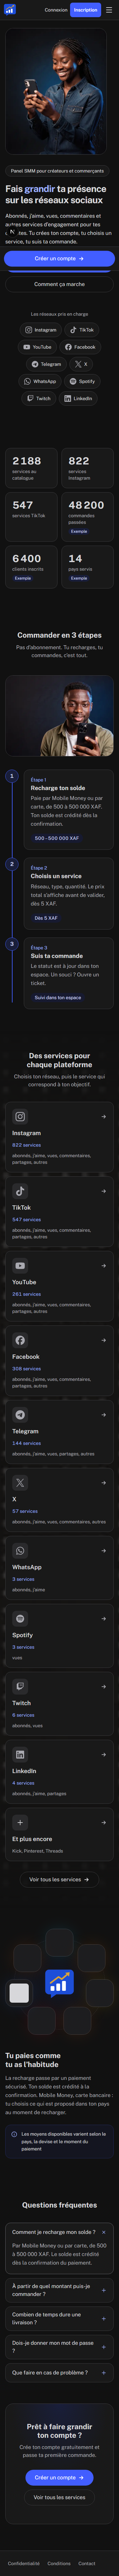 Connexion
Inscription
Panel SMM pour créateurs et commerçants
Fais grandir ta présence
sur les réseaux sociaux
Abonnés, j'aime, vues, commentaires et
autres services d'engagement pour tes
réseaux. Tu crées ton compte, tu choisis un
service, tu suis ta commande.
Créer un compte
Comment ça marche
Les réseaux pris en charge
Instagram
TikTok
YouTube
Facebook
Telegram
X
WhatsApp
Spotify
Twitch
LinkedIn
2 188
services au
catalogue
822
services
Instagram
547
services TikTok
48 200
commandes
passées
Exemple
6 400
clients inscrits
Exemple
14
pays servis
Exemple
Commander en 3 étapes
Pas d'abonnement. Tu recharges, tu
commandes, c'est tout.
1
Étape 1
Recharge ton solde
Paie par Mobile Money ou par
carte, de 500 à 500 000 XAF.
Ton solde est crédité dès la
confirmation.
500 - 500 000 XAF
2
Étape 2
Choisis un service
Réseau, type, quantité. Le prix
total s'affiche avant de valider,
dès 5 XAF.
Dès 5 XAF
3
Étape 3
Suis ta commande
Le statut est à jour dans ton
espace. Un souci ? Ouvre un
ticket.
Suivi dans ton espace
Des services pour
chaque plateforme
Choisis ton réseau, puis le service qui
correspond à ton objectif.
Instagram
822 services
abonnés, j'aime, vues, commentaires,
partages, autres
TikTok
547 services
abonnés, j'aime, vues, commentaires,
partages, autres
YouTube
261 services
abonnés, j'aime, vues, commentaires,
partages, autres
Facebook
308 services
abonnés, j'aime, vues, commentaires,
partages, autres
Telegram
144 services
abonnés, j'aime, vues, partages, autres
X
57 services
abonnés, j'aime, vues, commentaires, autres
WhatsApp
3 services
abonnés, j'aime
Spotify
3 services
vues
Twitch
6 services
abonnés, vues
LinkedIn
4 services
abonnés, j'aime, partages
Et plus encore
Kick, Pinterest, Threads
Voir tous les services
Tu paies comme
tu as l'habitude
La recharge passe par un paiement
sécurisé. Ton solde est crédité à la
confirmation. Mobile Money, carte bancaire :
tu choisis ce qui est proposé dans ton pays
au moment de recharger.
Les moyens disponibles varient selon le
pays, la devise et le moment du
paiement
Questions fréquentes
Comment je recharge mon solde ?
Par Mobile Money ou par carte, de 500
à 500 000 XAF. Le solde est crédité
dès la confirmation du paiement.
À partir de quel montant puis-je
commander ?
Combien de temps dure une
livraison ?
Dois-je donner mon mot de passe
?
Que faire en cas de problème ?
Prêt à faire grandir
ton compte ?
Crée ton compte gratuitement et
passe ta première commande.
Créer un compte
Voir tous les services
Confidentialité
Conditions
Contact